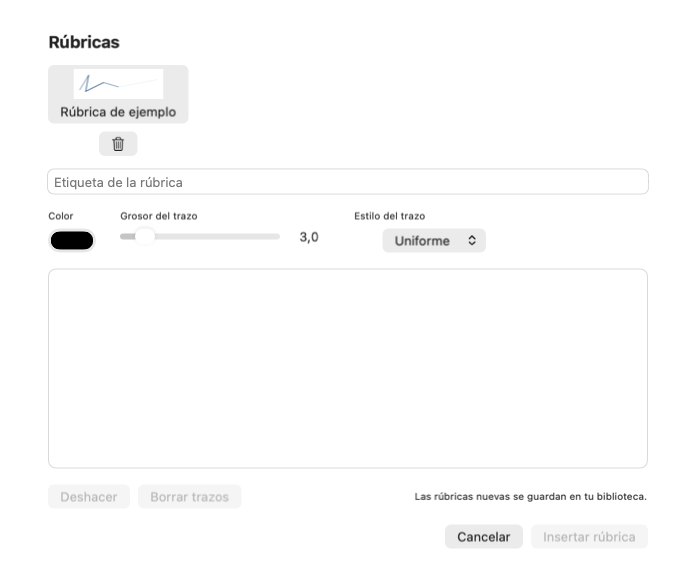 Rúbricas
Rúbrica de ejemplo
Etiqueta de la rúbrica
Color Grosor del trazo Estilo del trazo
3,0 Uniforme
Deshacer Borrar trazos Las rúbricas nuevas se guardan en tu biblioteca.
Cancelar Insertar rúbrica